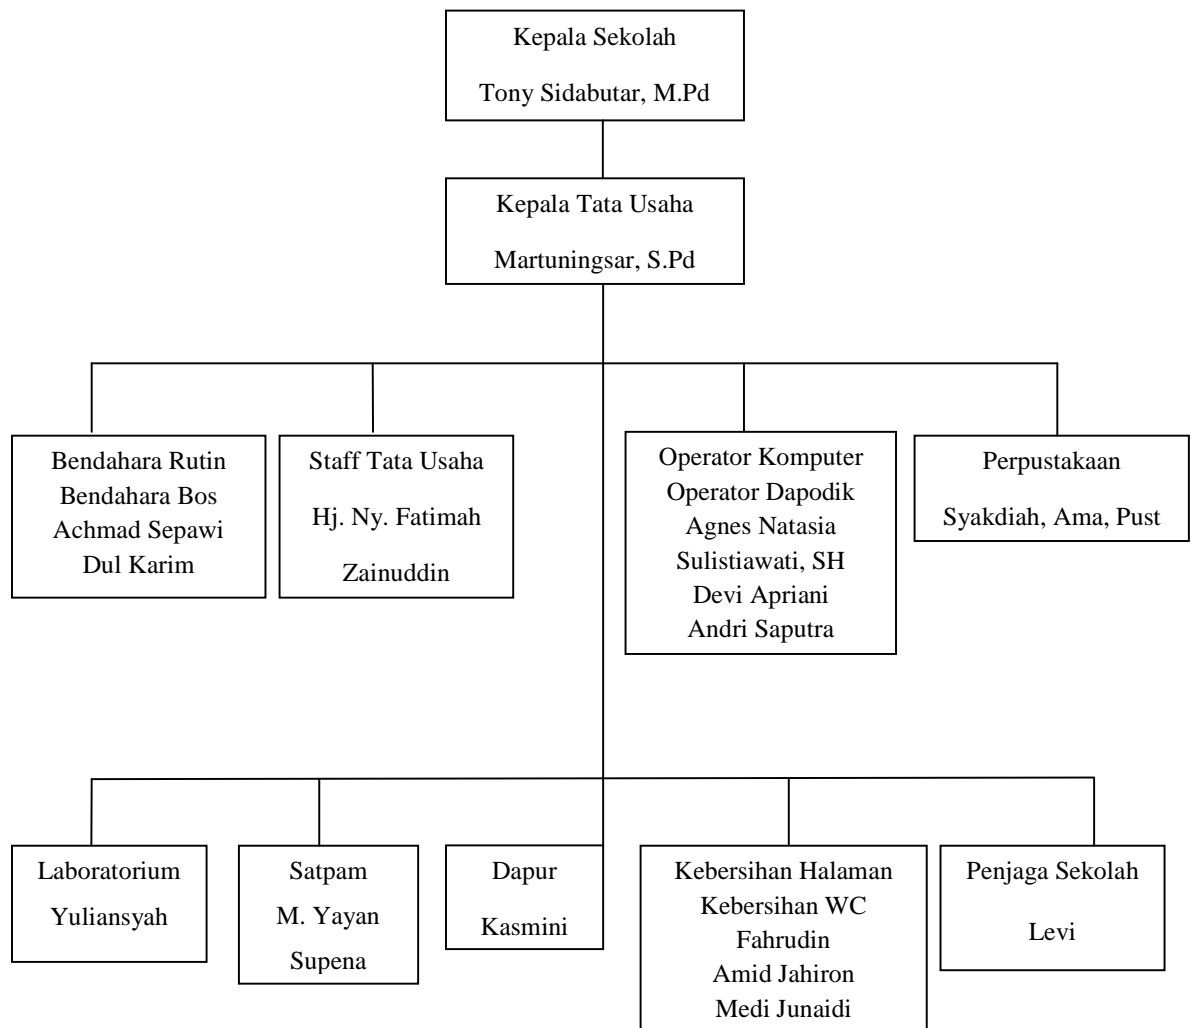 Kepala Sekolah
Tony Sidabutar, M.Pd
Kepala Tata Usaha
Martuningsar, S.Pd
Bendahara Rutin
Bendahara Bos
Achmad Sepawi
Dul Karim
Staff Tata Usaha
Hj. Ny. Fatimah
Zainuddin
Operator Komputer
Operator Dapodik
Agnes Natasia
Sulistiawati, SH
Devi Apriani
Andri Saputra
Perpustakaan
Syakdiah, Ama, Pust
Laboratorium
Yuliansyah
Satpam
M. Yayan
Supena
Dapur
Kasmini
Kebersihan Halaman
Kebersihan WC
Fahrudin
Amid Jahiron
Medi Junaidi
Penjaga Sekolah
Levi